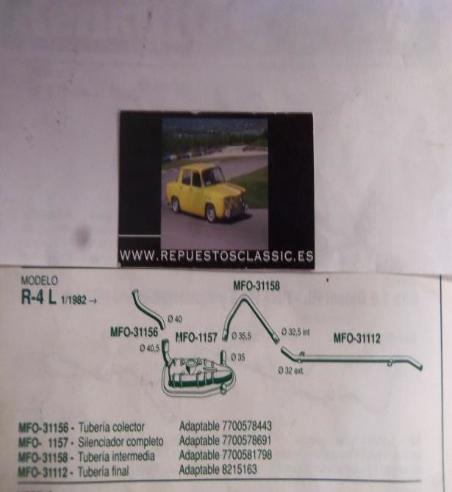 WWW.REPUESTOSCLASSIC.ES
MODELO
R-4 L 1/1982 →
MFO-31158
Ø 40
MFO-31156
MFO-1157
Ø 35,5
Ø 32,5 int
MFO-31112
Ø 40,5
Ø 35
Ø 32 ext.
MFO-31156 - Tubería colector Adaptable 7700578443
MFO- 1157 - Silenciador completo Adaptable 7700578691
MFO-31158 - Tubería intermedia Adaptable 7700581798
MFO-31112 - Tubería final Adaptable 8215163